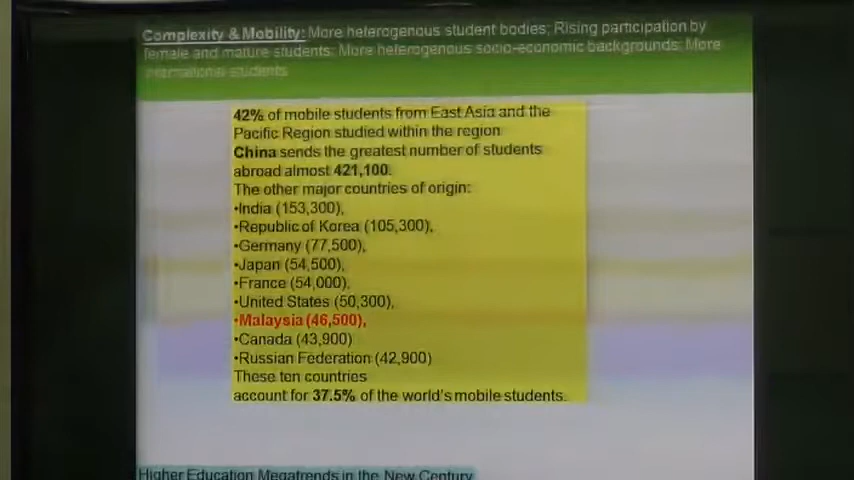 Complexity & Mobility: More heterogenous student bodies; Rising participation by
female and mature students; More heterogenous socio-economic backgrounds; More
international students
42% of mobile students from East Asia and the
Pacific Region studied within the region
China sends the greatest number of students
abroad almost 421,100.
The other major countries of origin:
•India (153,300),
•Republic of Korea (105,300),
•Germany (77,500),
•Japan (54,500),
•France (54,000),
•United States (50,300),
•Malaysia (46,500),
•Canada (43,900)
•Russian Federation (42,900)
These ten countries
account for 37.5% of the world's mobile students.
Higher Education Megatrends in the New Century